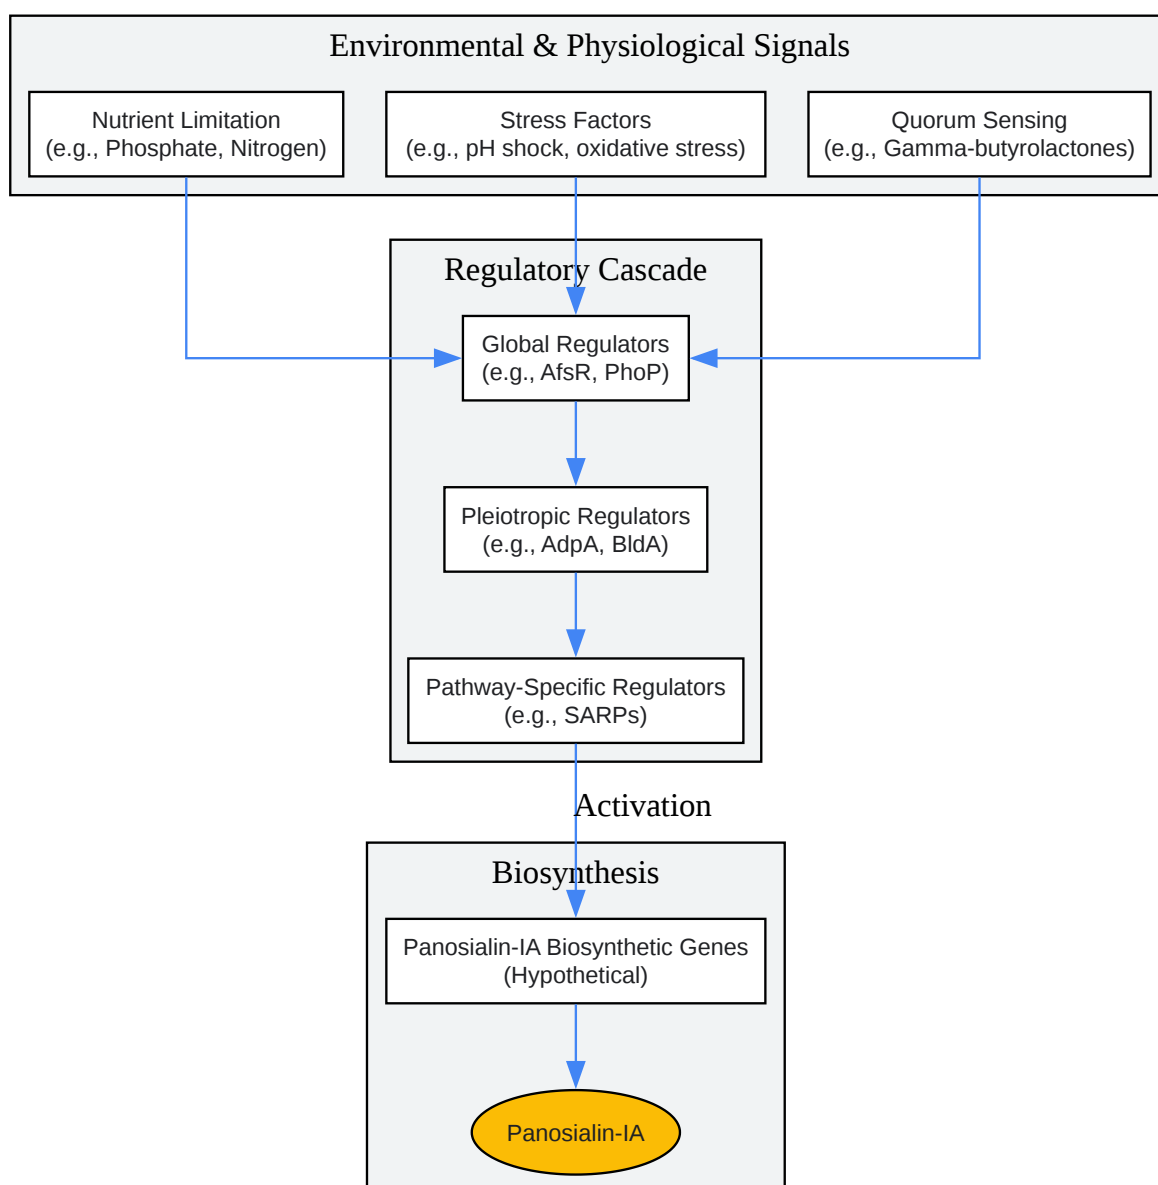 Environmental & Physiological Signals
Nutrient Limitation
(e.g., Phosphate, Nitrogen)
Stress Factors
(e.g., pH shock, oxidative stress)
Quorum Sensing
(e.g., Gamma-butyrolactones)
Regulatory Cascade
Global Regulators
(e.g., AfsR, PhoP)
Pleiotropic Regulators
(e.g., AdpA, BldA)
Pathway-Specific Regulators
(e.g., SARPs)
Activation
Biosynthesis
Panosialin-IA Biosynthetic Genes
(Hypothetical)
Panosialin-IA